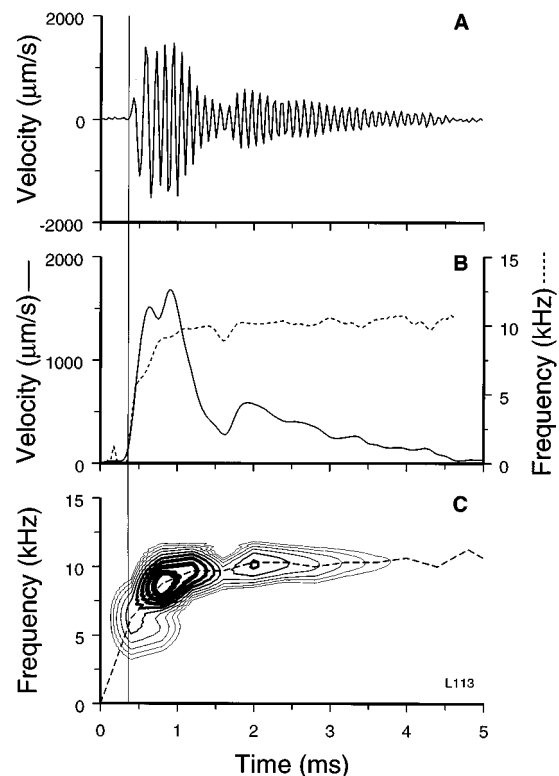 A
2000
0
-2000
Velocity (μm/s)
B
2000
1000
0
Velocity (μm/s)
15
10
5
0
Frequency (kHz)
C
15
10
5
0
Frequency (kHz)
L113
0 1 2 3 4 5
Time (ms)